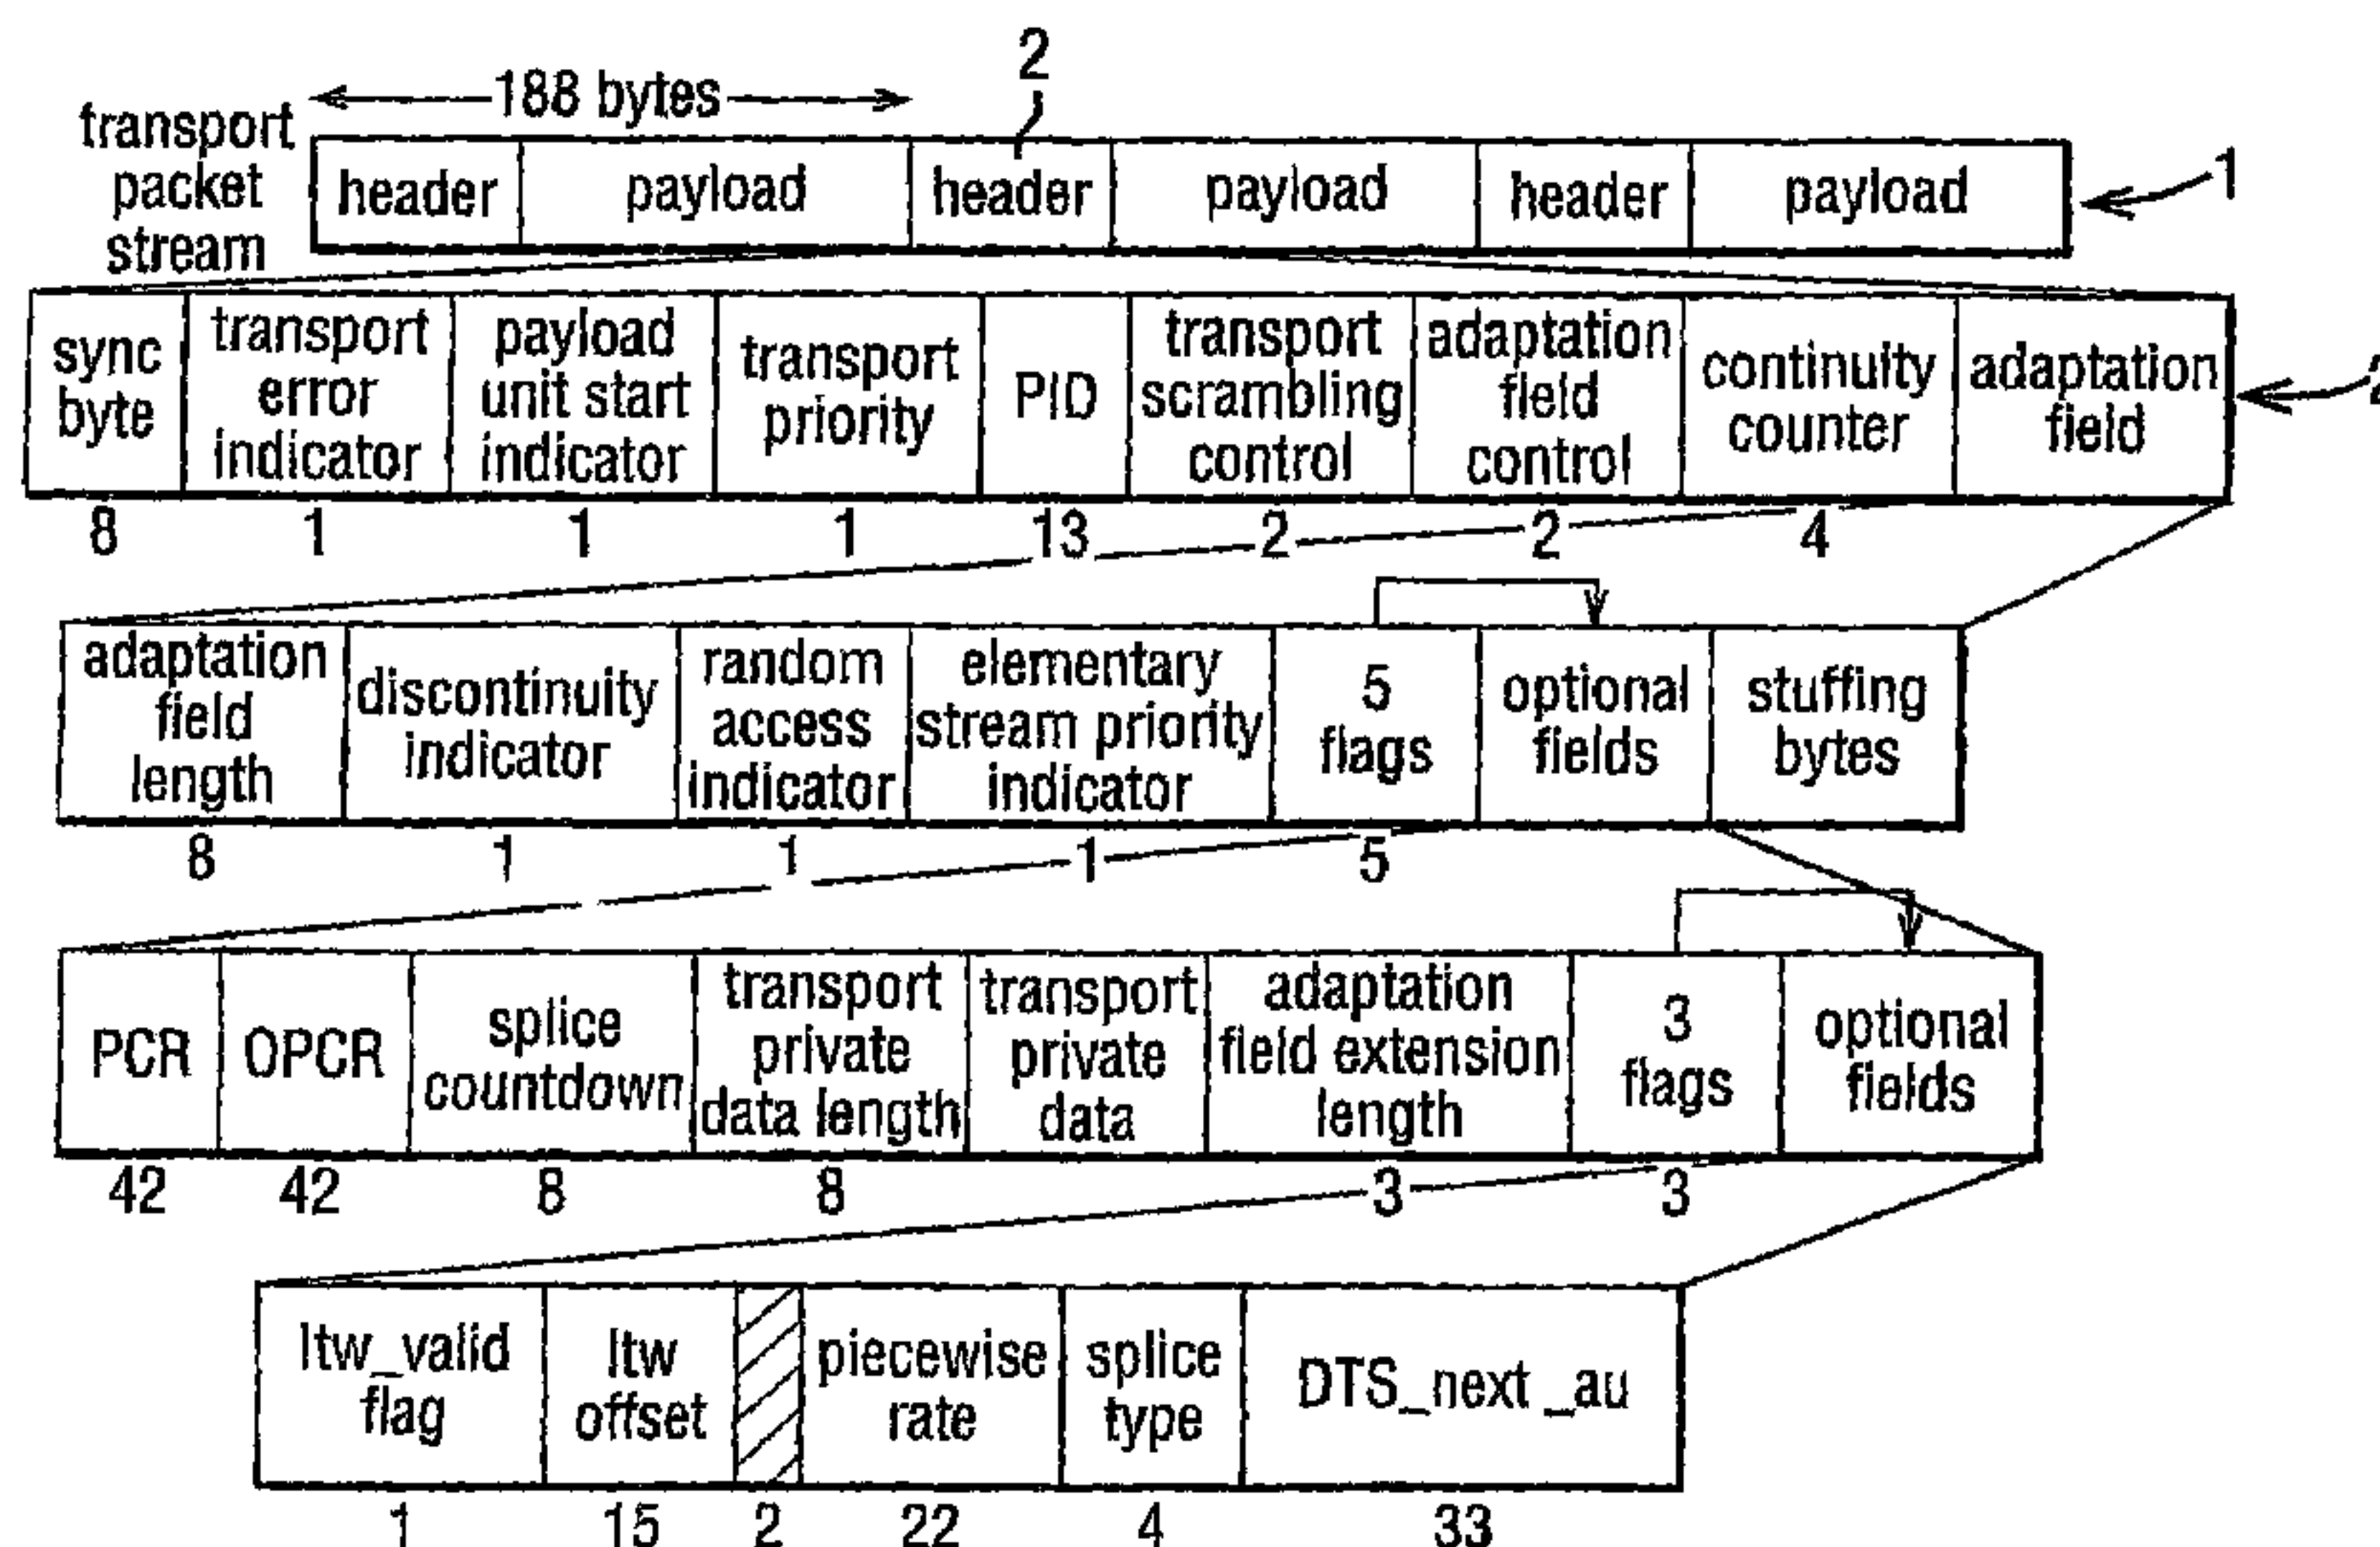 2
188 bytes
transport
packet
stream
header
payload
header
payload
header
payload
1
sync
byte
transport
error
indicator
payload
unit start
indicator
transport
priority
PID
transport
scrambling
control
adaptation
field
control
continuity
counter
adaptation
field
2
8 1 1 1 13 2 2 4
adaptation
field
length
discontinuity
indicator
random
access
indicator
elementary
stream priority
indicator
5
flags
optional
fields
stuffing
bytes
8 1 1 1 5
PCR
OPCR
splice
countdown
transport
private
data length
transport
private
data
adaptation
field extension
length
3
flags
optional
fields
42 42 8 8 3 3
ltw_valid
flag
ltw
offset
piecewise
rate
splice
type
DTS_next_au
1 15 2 22 4 33